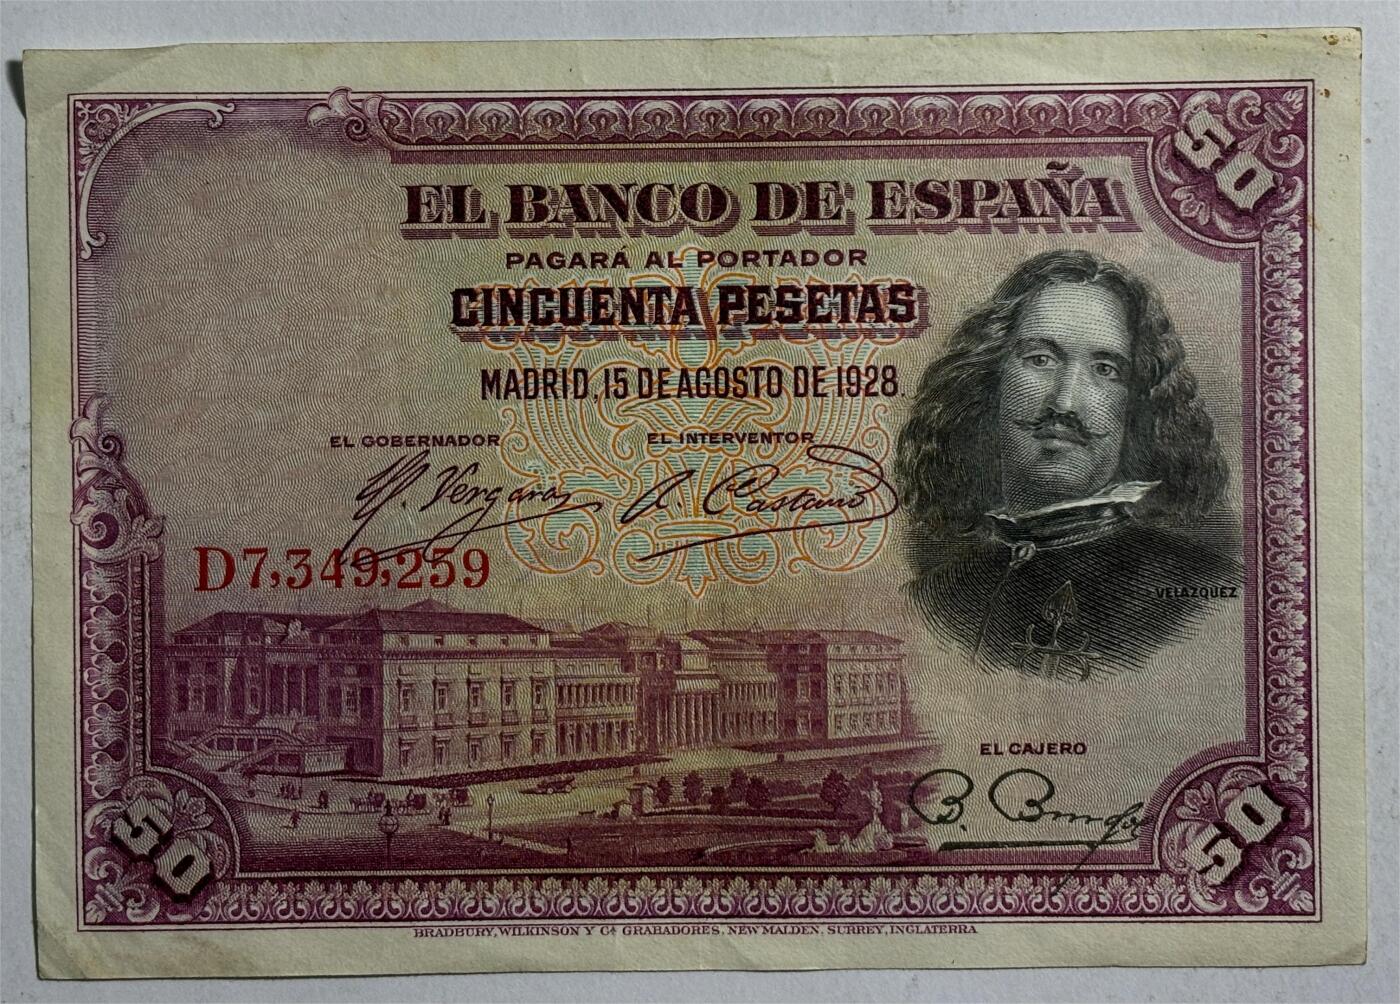 50
EL BANCO DE ESPAÑA
PAGARÁ AL PORTADOR
CINCUENTA PESETAS
MADRID, 15 DE AGOSTO DE 1928.
EL GOBERNADOR
EL INTERVENTOR
D7,349,259
VELAZQUEZ
EL CAJERO
50
50
BRADBURY, WILKINSON Y Cª GRABADORES, NEW MALDEN, SURREY, INGLATERRA